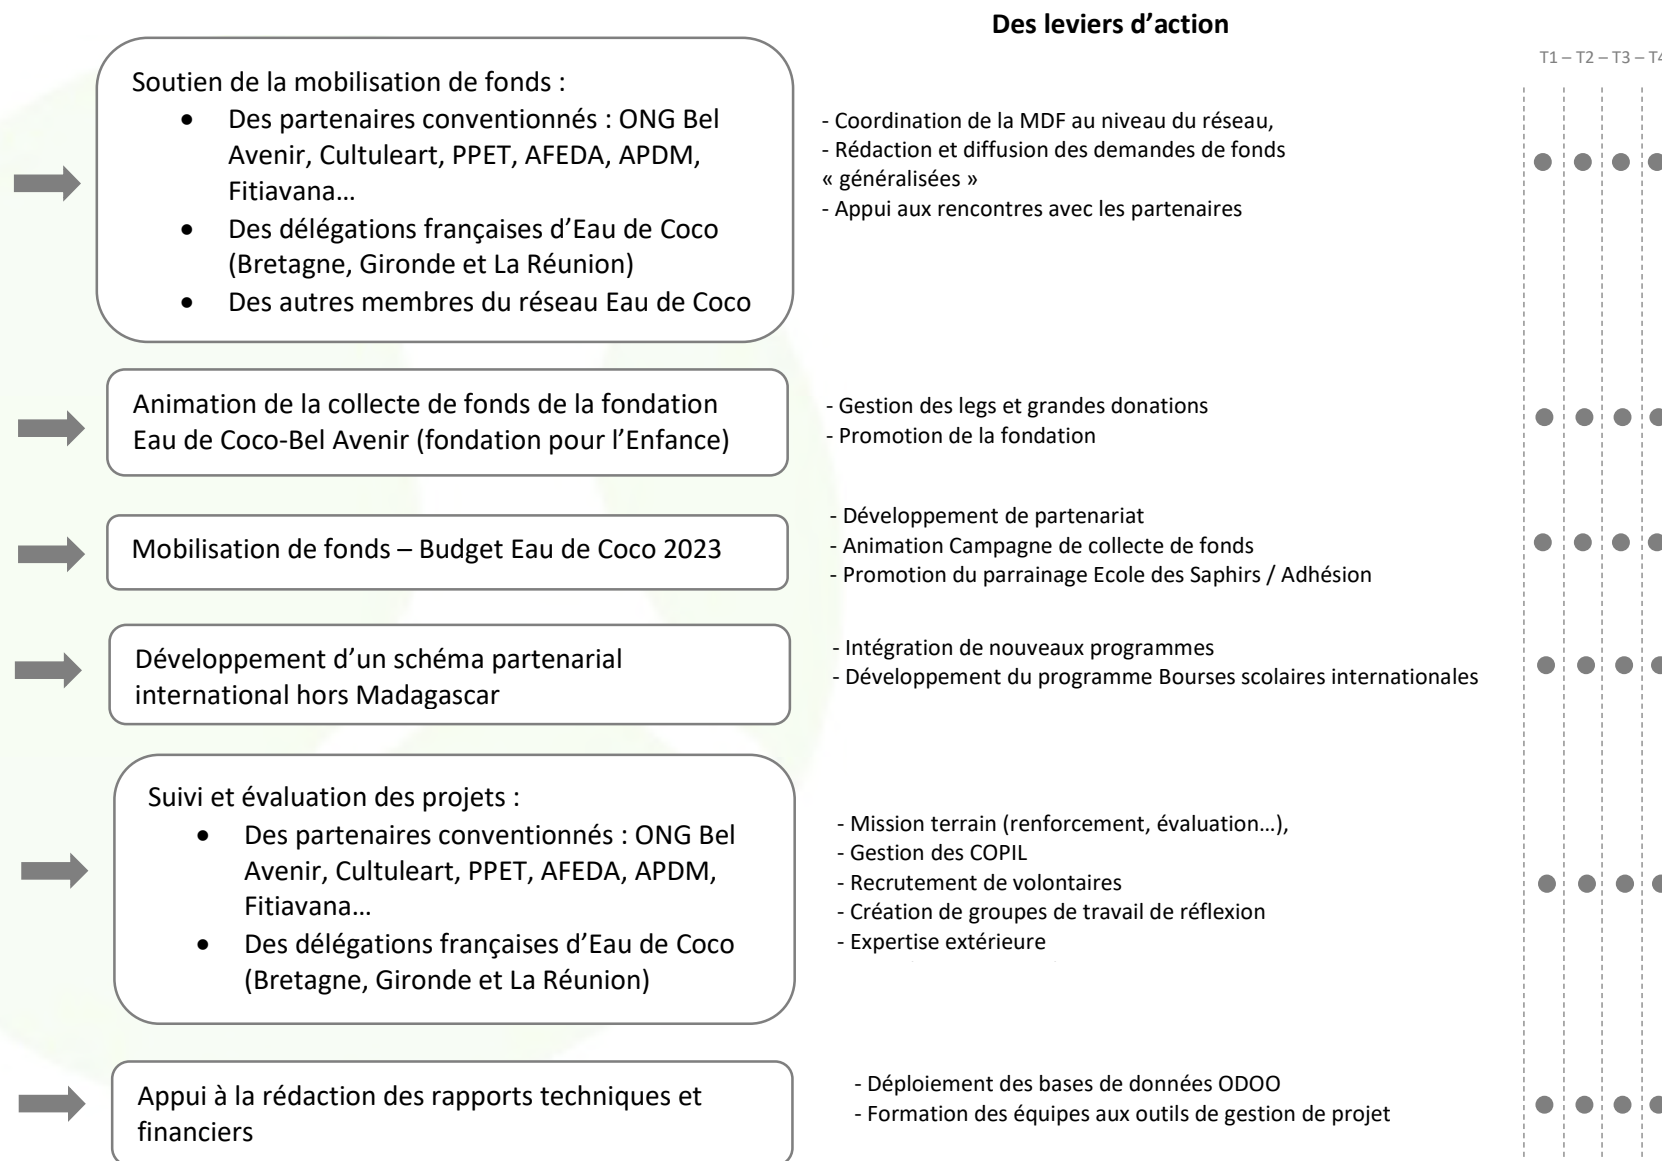 Des leviers d’action
T1 – T2 – T3 – T4
Soutien de la mobilisation de fonds :
• Des partenaires conventionnés : ONG Bel
Avenir, Cultuleart, PPET, AFEDA, APDM,
Fitiavana…
• Des délégations françaises d’Eau de Coco
(Bretagne, Gironde et La Réunion)
• Des autres membres du réseau Eau de Coco
- Coordination de la MDF au niveau du réseau,
- Rédaction et diffusion des demandes de fonds
« généralisées »
- Appui aux rencontres avec les partenaires
Animation de la collecte de fonds de la fondation
Eau de Coco-Bel Avenir (fondation pour l’Enfance)
- Gestion des legs et grandes donations
- Promotion de la fondation
Mobilisation de fonds – Budget Eau de Coco 2023
- Développement de partenariat
- Animation Campagne de collecte de fonds
- Promotion du parrainage Ecole des Saphirs / Adhésion
Développement d’un schéma partenarial
international hors Madagascar
- Intégration de nouveaux programmes
- Développement du programme Bourses scolaires internationales
Suivi et évaluation des projets :
• Des partenaires conventionnés : ONG Bel
Avenir, Cultuleart, PPET, AFEDA, APDM,
Fitiavana…
• Des délégations françaises d’Eau de Coco
(Bretagne, Gironde et La Réunion)
- Mission terrain (renforcement, évaluation…),
- Gestion des COPIL
- Recrutement de volontaires
- Création de groupes de travail de réflexion
- Expertise extérieure
Appui à la rédaction des rapports techniques et
financiers
- Déploiement des bases de données ODOO
- Formation des équipes aux outils de gestion de projet